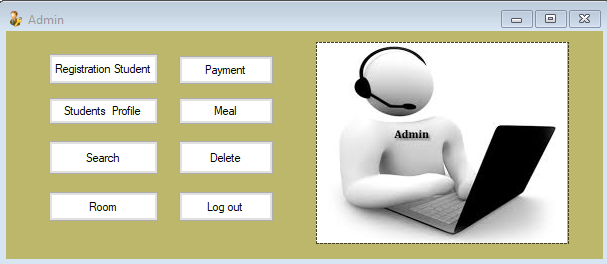 Admin
Registration Student
Payment
Students Profile
Meal
Admin
Search
Delete
Room
Log out